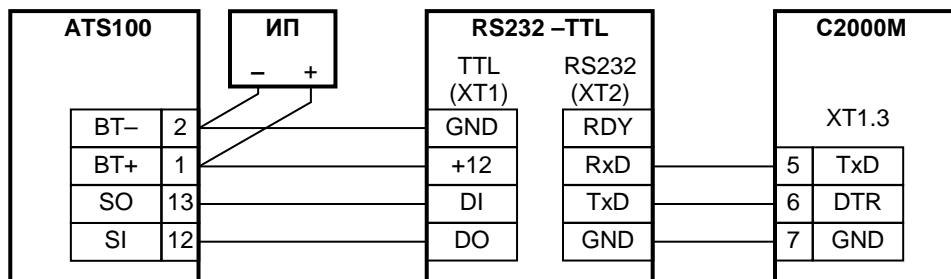 ATS100 ИП RS232 –TTL C2000M
– +
TTL RS232
(XT1) (XT2)
XT1.3
BT– 2 GND RDY
BT+ 1 +12 RxD 5 TxD
SO 13 DI TxD 6 DTR
SI 12 DO GND 7 GND